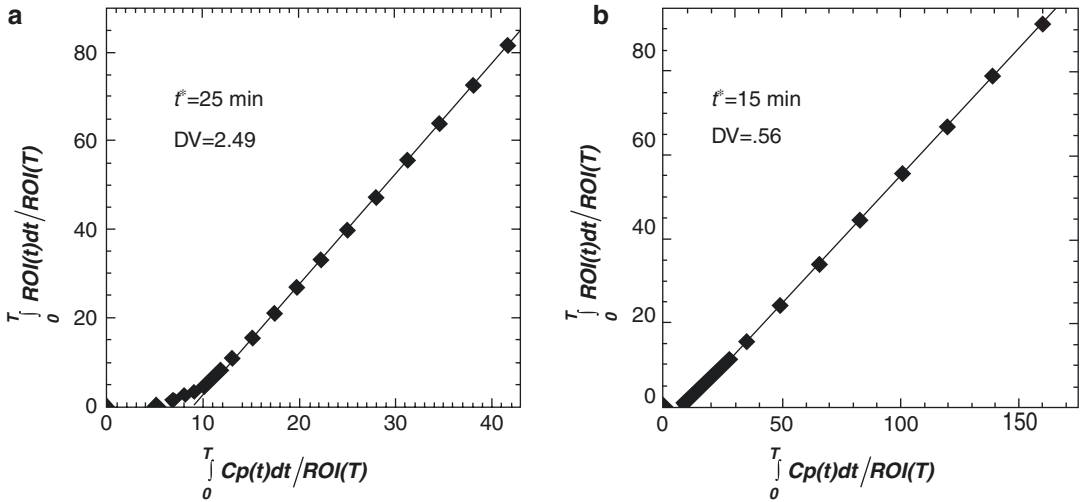 a
80
60
40
20
0
t*=25 min
DV=2.49
T
∫ ROI(t)dt/ROI(T)
0
0 10 20 30 40
T
∫ Cp(t)dt/ROI(T)
0
b
80
60
40
20
0
t*=15 min
DV=.56
T
∫ ROI(t)dt/ROI(T)
0
0 50 100 150
T
∫ Cp(t)dt/ROI(T)
0